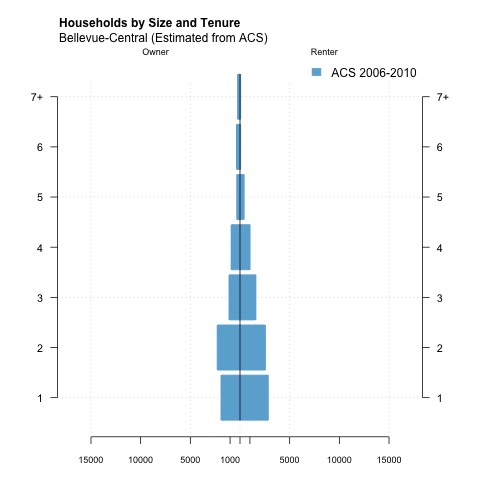 Households by Size and Tenure
Bellevue-Central (Estimated from ACS)
Owner Renter
ACS 2006-2010
7+ 7+
6 6
5 5
4 4
3 3
2 2
1 1
15000 10000 5000 1000 5000 10000 15000